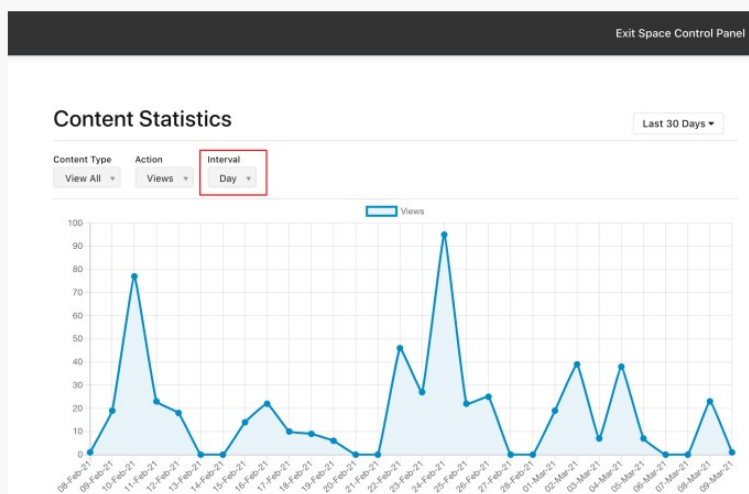 Exit Space Control Panel
Content Statistics
Last 30 Days
Content Type Action Interval
View All Views Day
Views
100
90
80
70
60
50
40
30
20
10
0
08-Feb-21 09-Feb-21 10-Feb-21 11-Feb-21 12-Feb-21 13-Feb-21 14-Feb-21 15-Feb-21 16-Feb-21 17-Feb-21 18-Feb-21 19-Feb-21 20-Feb-21 21-Feb-21 22-Feb-21 23-Feb-21 24-Feb-21 25-Feb-21 26-Feb-21 27-Feb-21 28-Feb-21 01-Mar-21 02-Mar-21 03-Mar-21 04-Mar-21 05-Mar-21 06-Mar-21 07-Mar-21 08-Mar-21 09-Mar-21